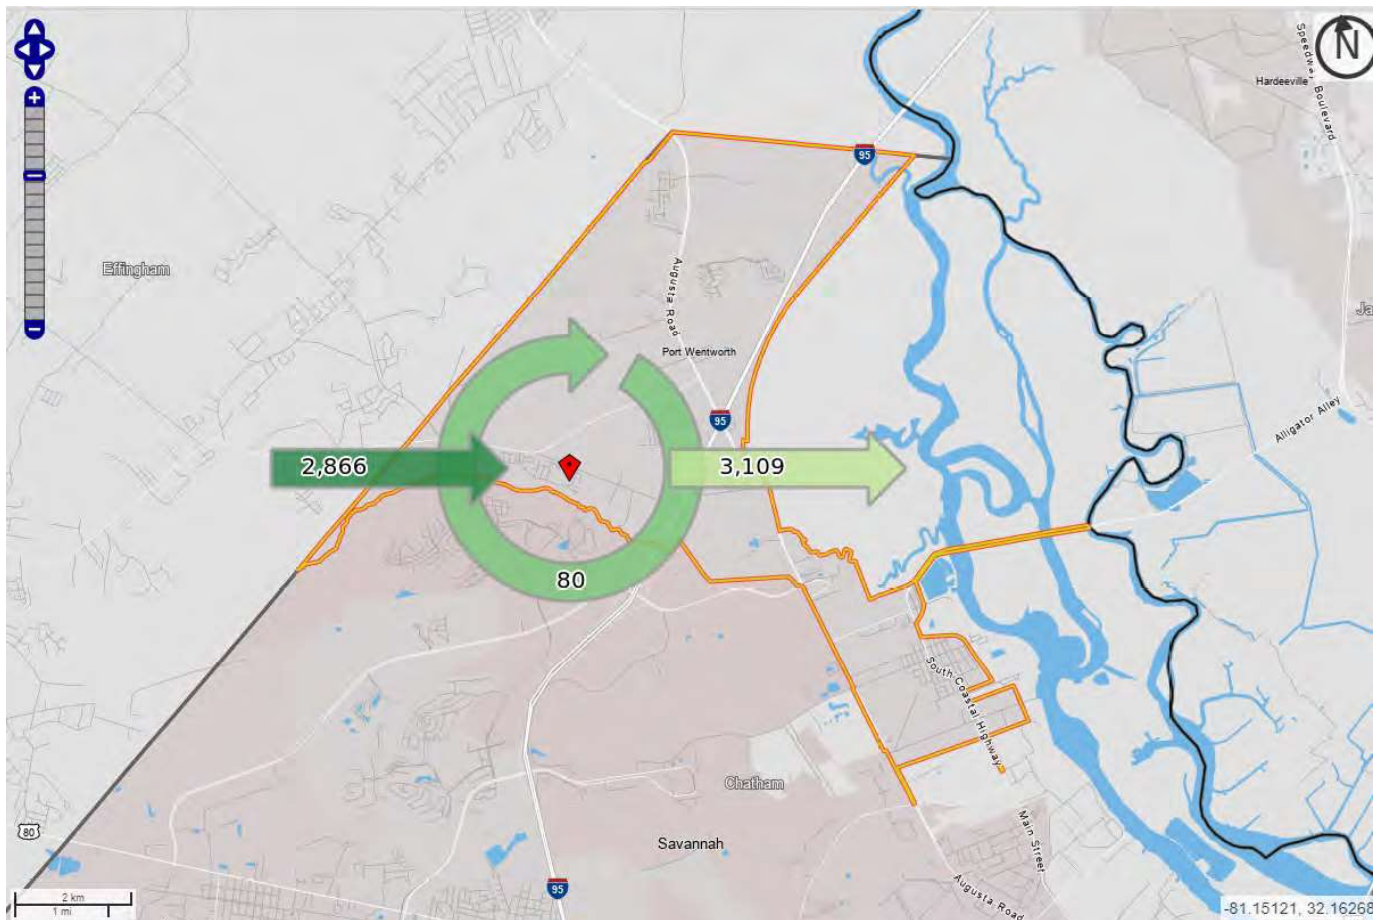 N
Speedway Boulevard
Hardeeville
95
Effingham
Augusta Road
Port Wentworth
95
Alligator Alley
2,866
3,109
80
South Coastal Highway
Chatham
80
Savannah
Main Street
95
Augusta Road
2 km
1 mi
-81.15121, 32.16268